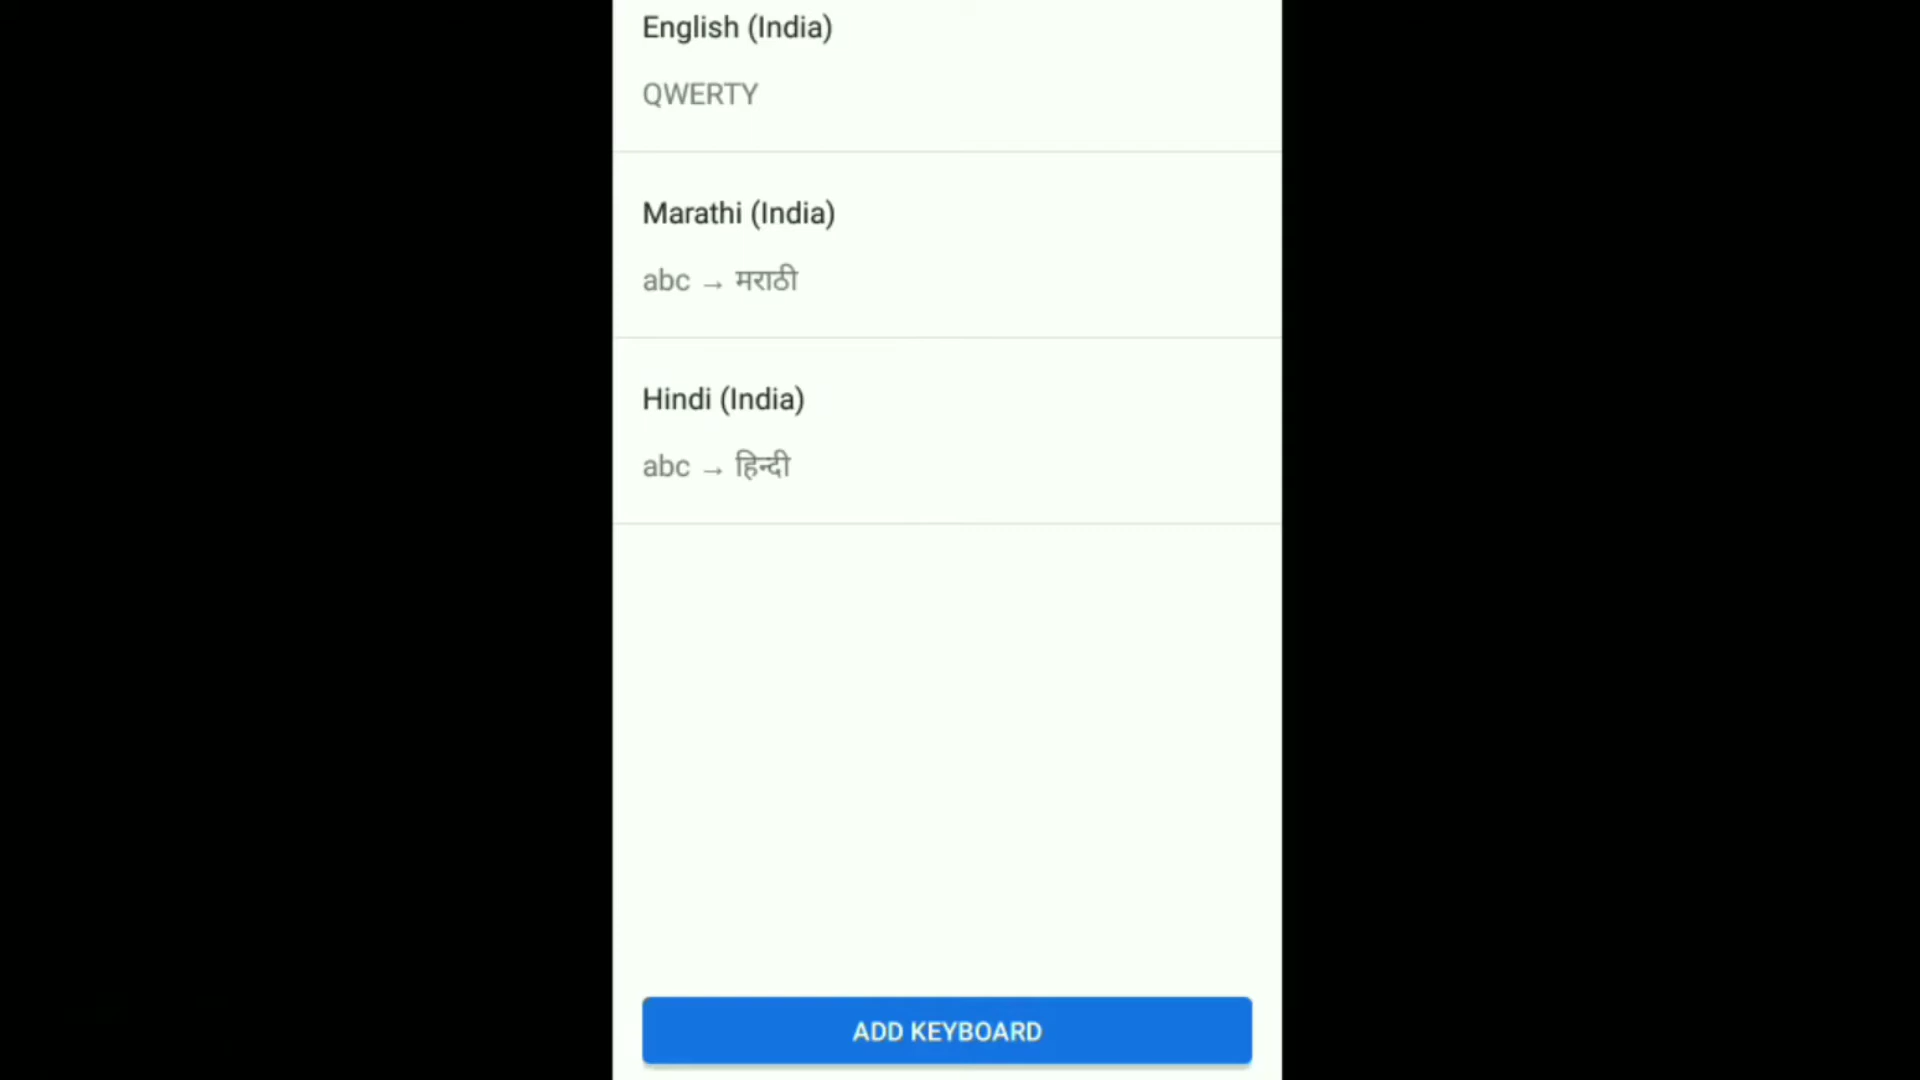 English (India)
QWERTY
Marathi (India)
abc → मराठी
Hindi (India)
abc → हिन्दी
ADD KEYBOARD